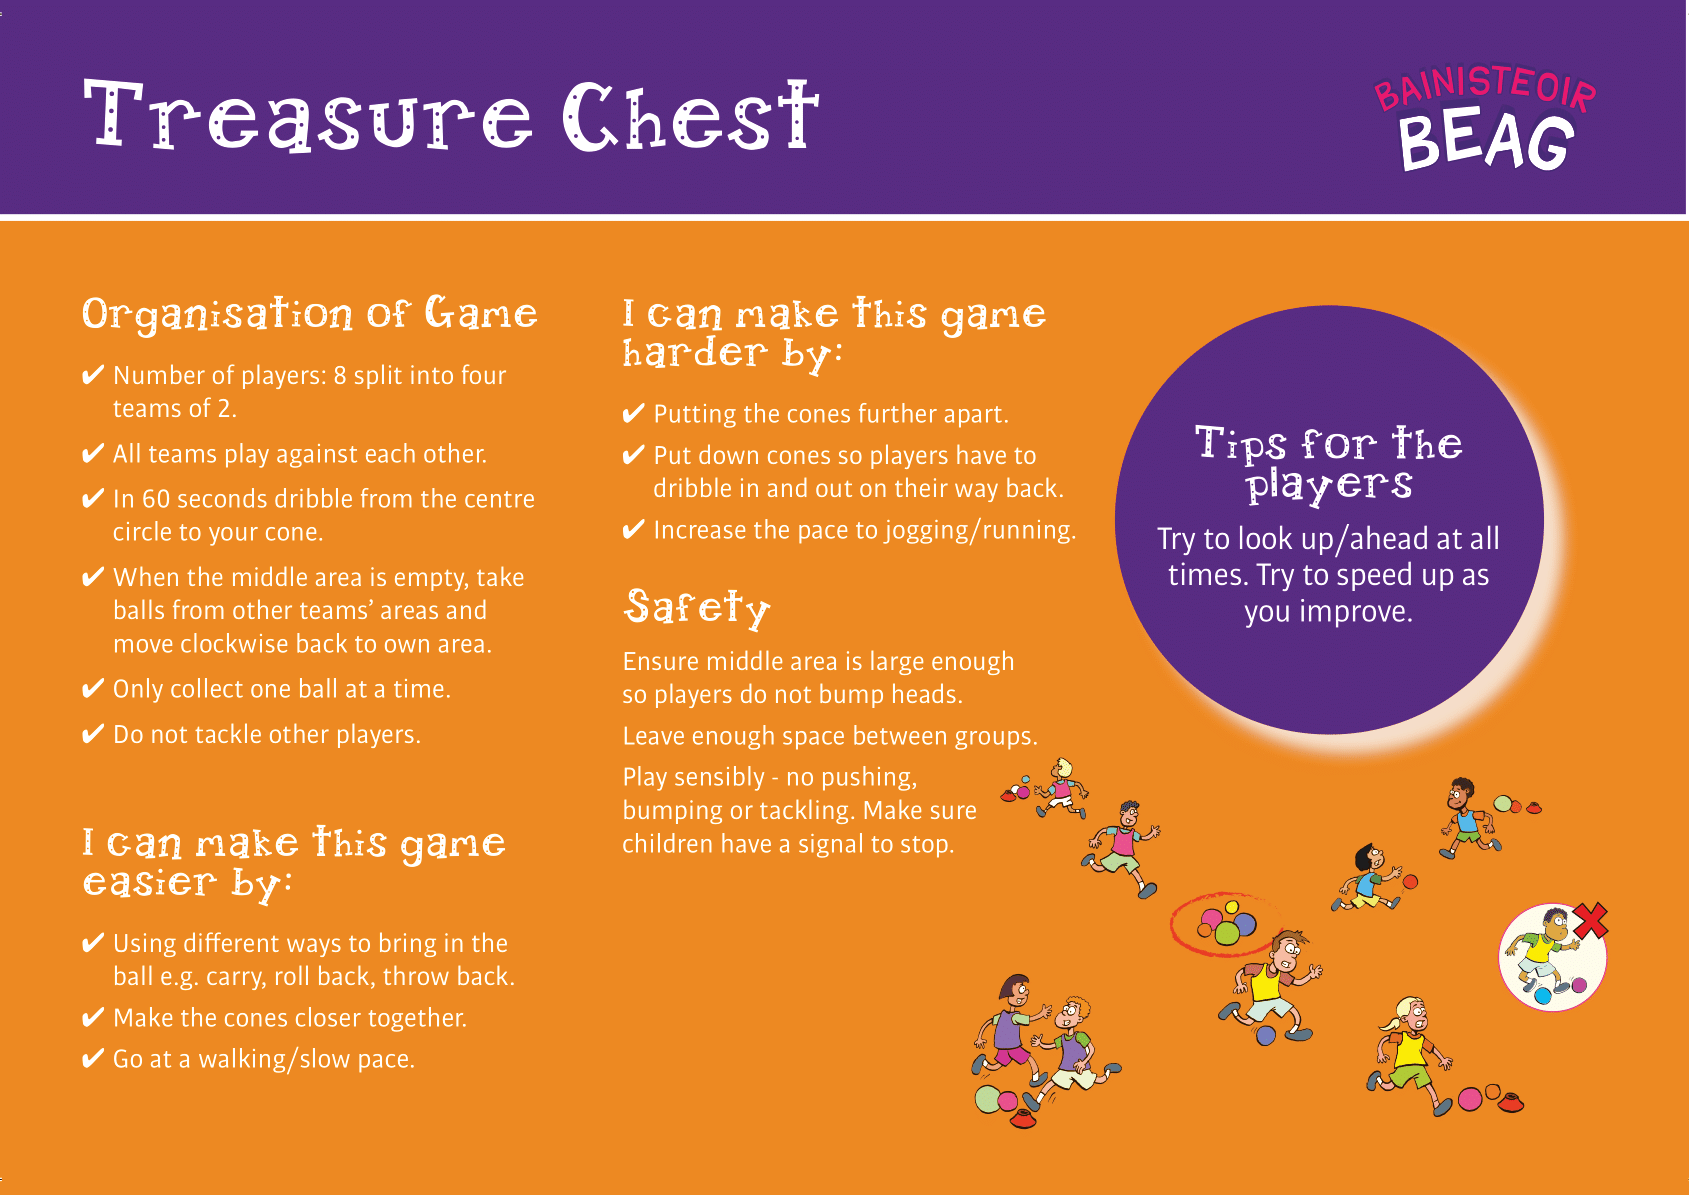 Treasure Chest
BAINISTEOIR
BEAG
Organisation of Game
✔ Number of players: 8 split into four
teams of 2.
✔ All teams play against each other.
✔ In 60 seconds dribble from the centre
circle to your cone.
✔ When the middle area is empty, take
balls from other teams’ areas and
move clockwise back to own area.
✔ Only collect one ball at a time.
✔ Do not tackle other players.
I can make this game
easier by:
✔ Using different ways to bring in the
ball e.g. carry, roll back, throw back.
✔ Make the cones closer together.
✔ Go at a walking/slow pace.
I can make this game
harder by:
✔ Putting the cones further apart.
✔ Put down cones so players have to
dribble in and out on their way back.
✔ Increase the pace to jogging/running.
Safety
Ensure middle area is large enough
so players do not bump heads.
Leave enough space between groups.
Play sensibly - no pushing,
bumping or tackling. Make sure
children have a signal to stop.
Tips for the
players
Try to look up/ahead at all
times. Try to speed up as
you improve.